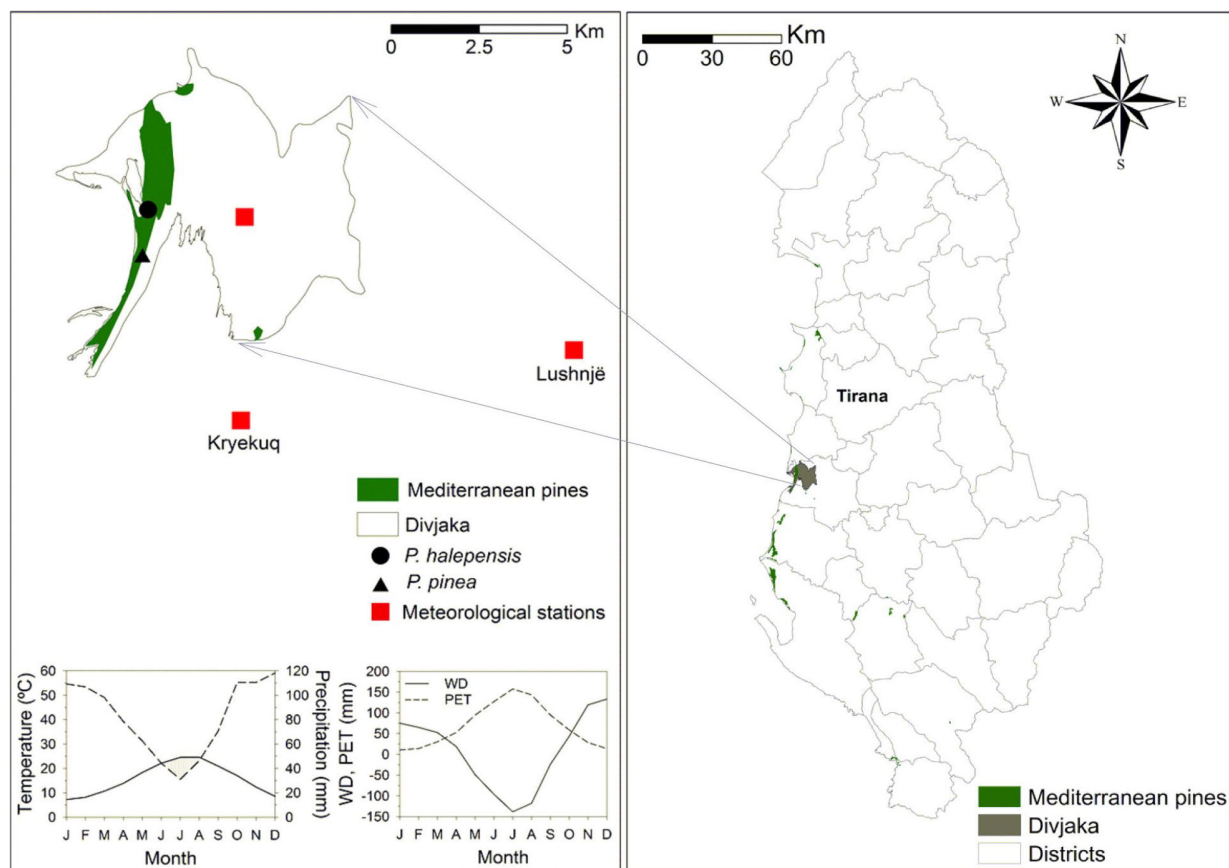 Km
0 2.5 5
Lushnjë
Kryekuq
Mediterranean pines
Divjaka
P. halepensis
P. pinea
Meteorological stations
60
50
40
30
20
10
0
Temperature (ºC)
120
100
80
60
40
20
0
Precipitation (mm)
J F M A M J J A S O N D
Month
200
150
100
50
0
-50
-100
-150
WD, PET (mm)
WD
PET
J F M A M J J A S O N D
Month
Km
0 30 60
N
W E
S
Tirana
Mediterranean pines
Divjaka
Districts